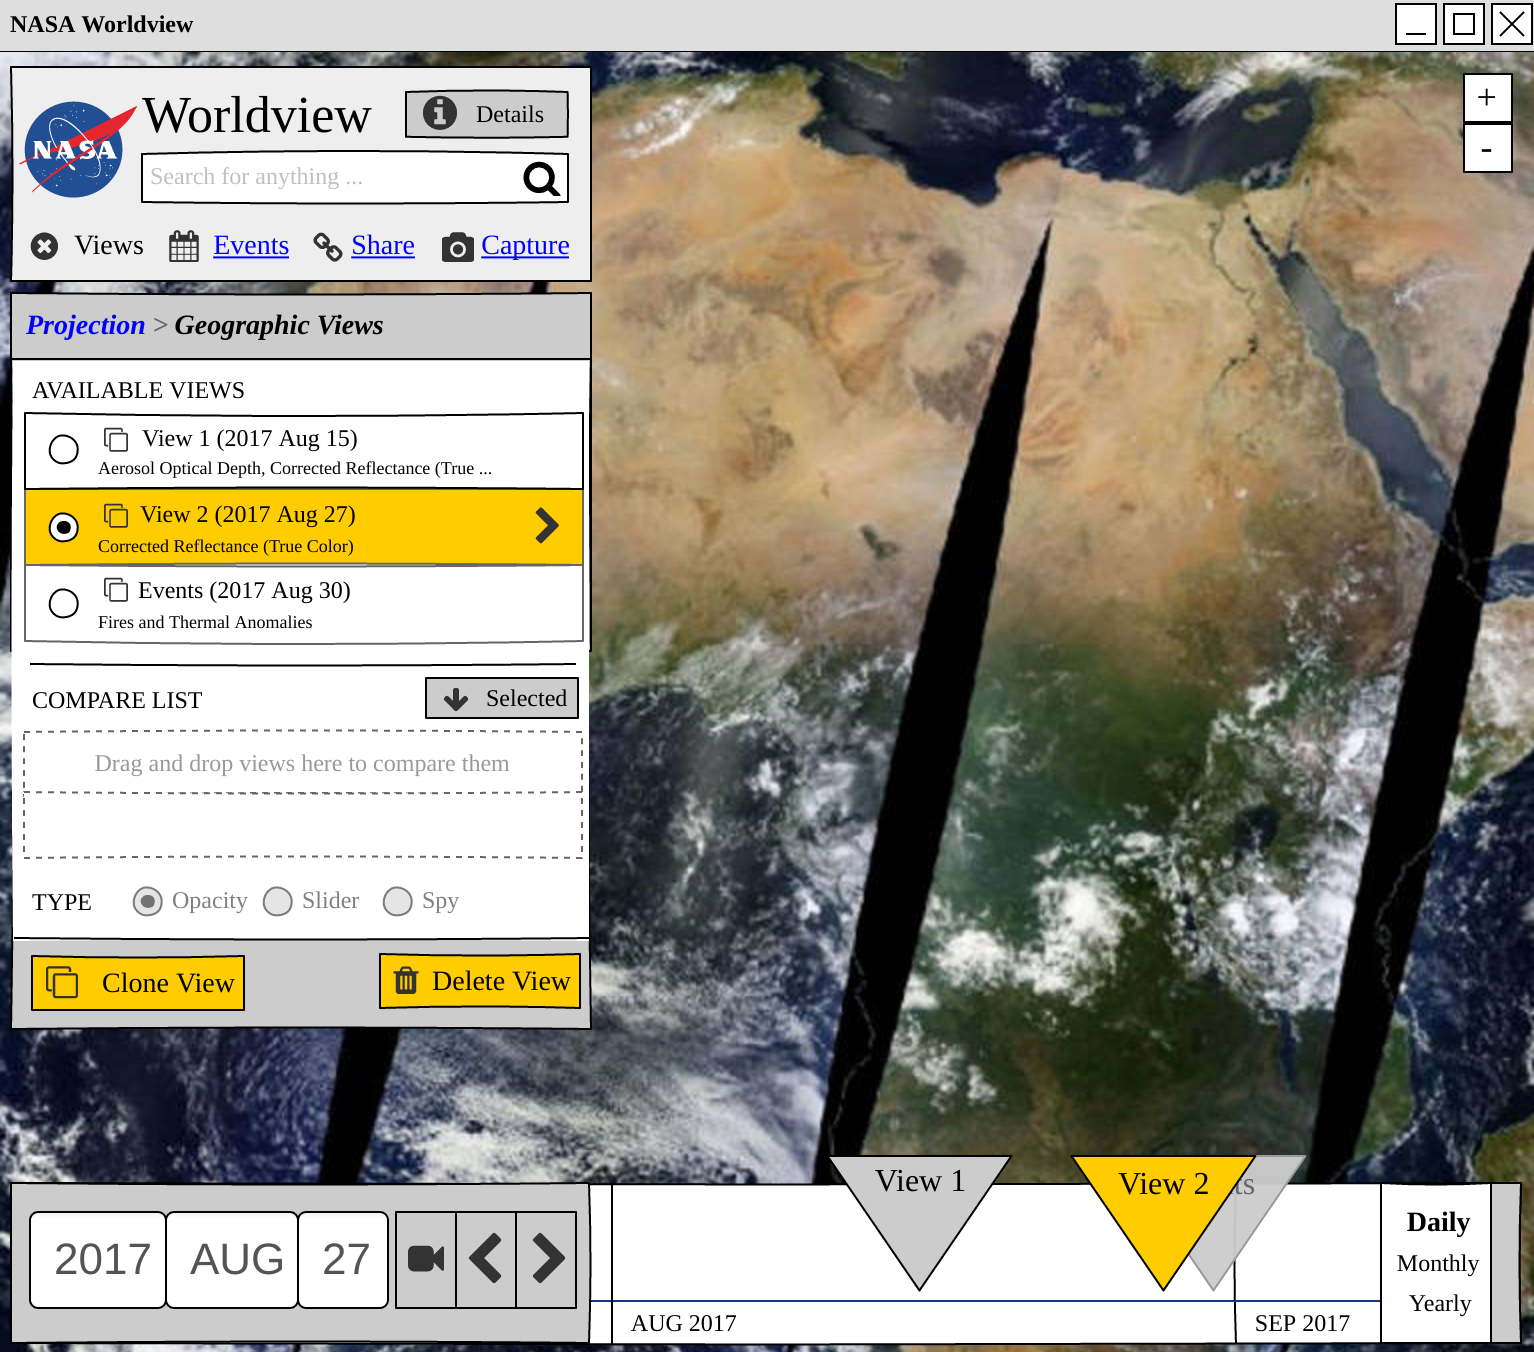 NASA Worldview
Worldview
Details
NASA
Search for anything ...
Views Events Share Capture
+
-
Projection > Geographic Views
AVAILABLE VIEWS
View 1 (2017 Aug 15)
Aerosol Optical Depth, Corrected Reflectance (True ...
View 2 (2017 Aug 27)
Corrected Reflectance (True Color)
Events (2017 Aug 30)
Fires and Thermal Anomalies
COMPARE LIST
Selected
Drag and drop views here to compare them
TYPE Opacity Slider Spy
Clone View Delete View
2017 AUG 27
View 1 View 2 ts
AUG 2017 SEP 2017
Daily
Monthly
Yearly